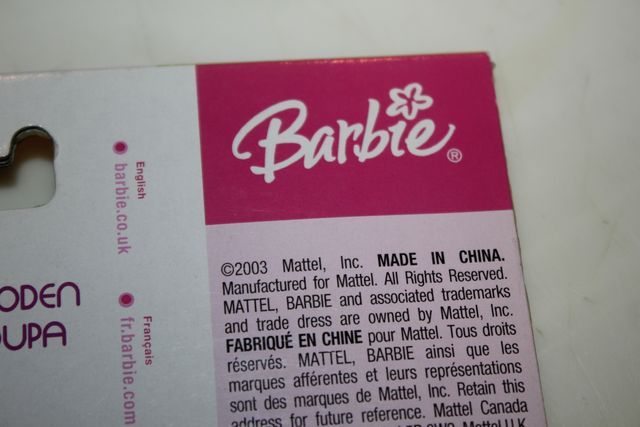 Barbie®
English
barbie.co.uk
Français
fr.barbie.com
ODEN
UPA
©2003 Mattel, Inc. MADE IN CHINA.
Manufactured for Mattel. All Rights Reserved.
MATTEL, BARBIE and associated trademarks
and trade dress are owned by Mattel, Inc.
FABRIQUÉ EN CHINE pour Mattel. Tous droits
réservés. MATTEL, BARBIE ainsi que les
marques afférentes et leurs représentations
sont des marques de Mattel, Inc. Retain this
address for future reference. Mattel Canada
Mattel U.K.